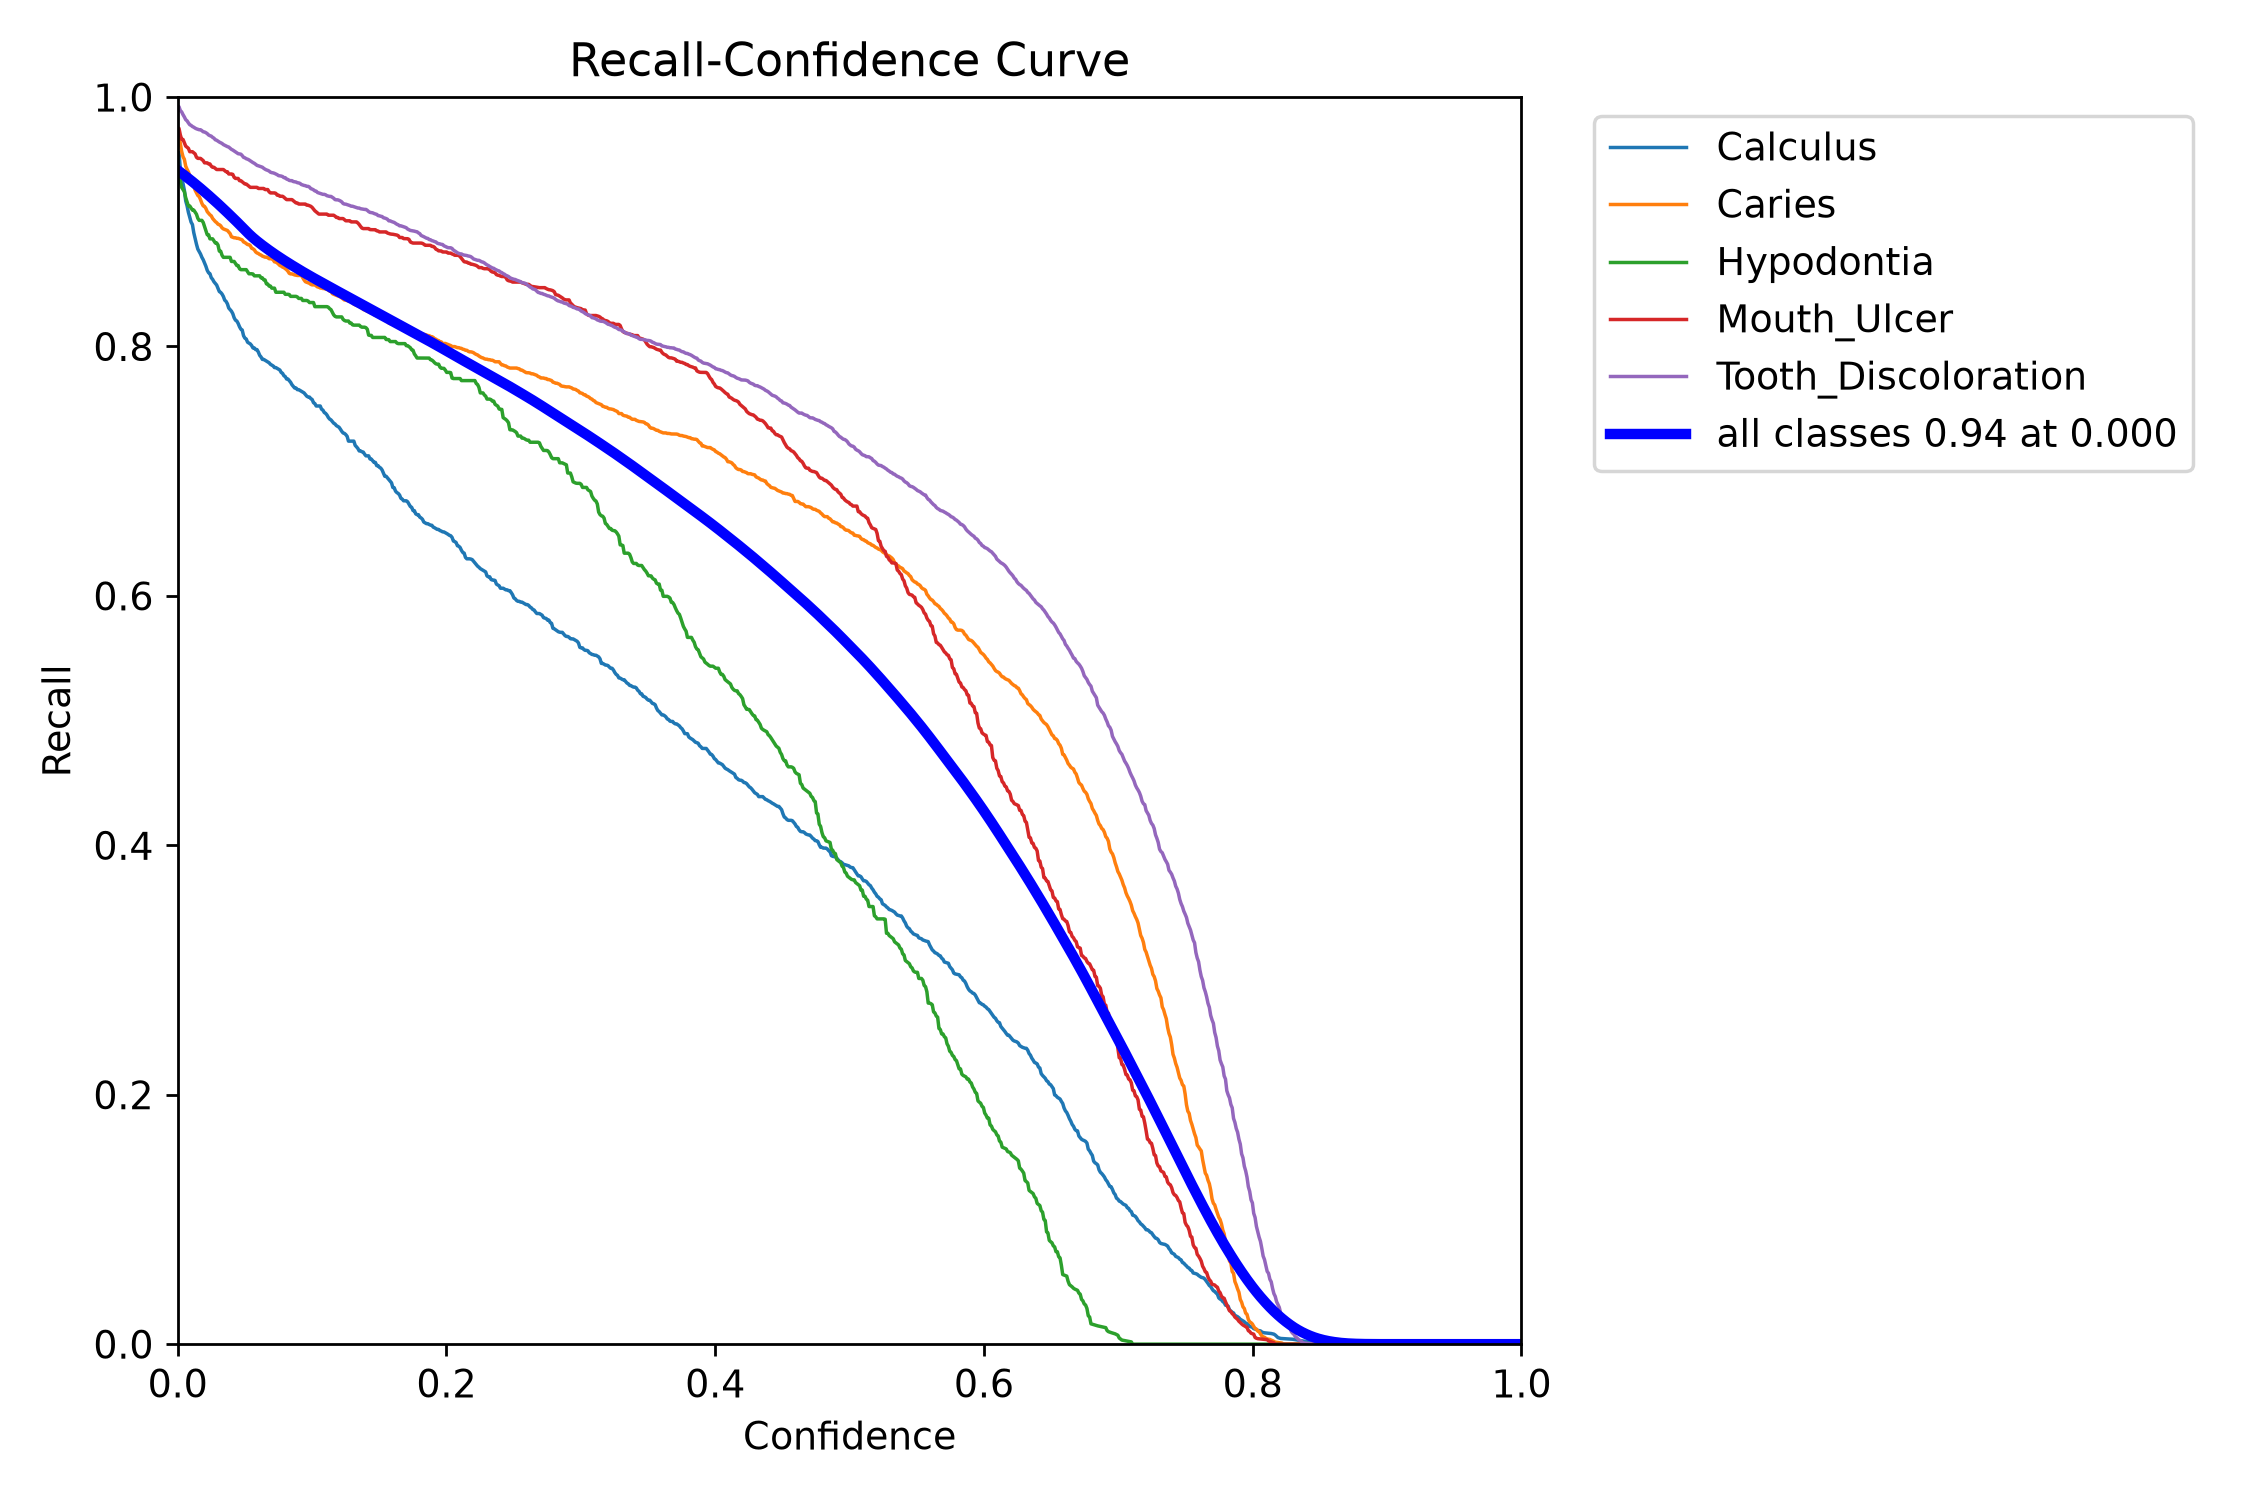 Recall-Confidence Curve
1.0
0.8
0.6
0.4
0.2
0.0
Recall
0.0 0.2 0.4 0.6 0.8 1.0
Confidence
Calculus
Caries
Hypodontia
Mouth_Ulcer
Tooth_Discoloration
all classes 0.94 at 0.000